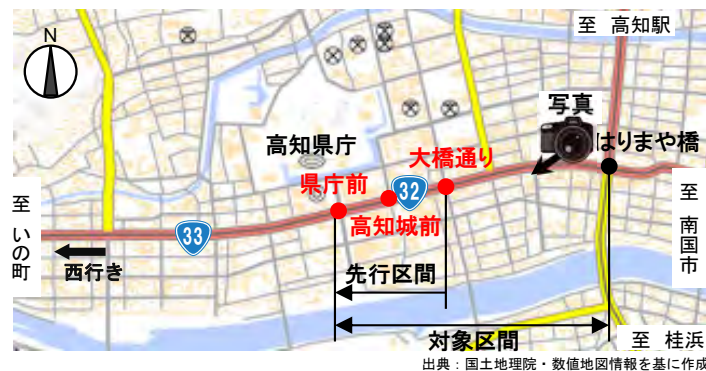 至 高知駅
N
写真
はりまや橋
高知県庁
大橋通り
県庁前
32
高知城前
至 いの町
33
西行き
至 南国市
先行区間
対象区間
至 桂浜
出典：国土地理院・数値地図情報を基に作成